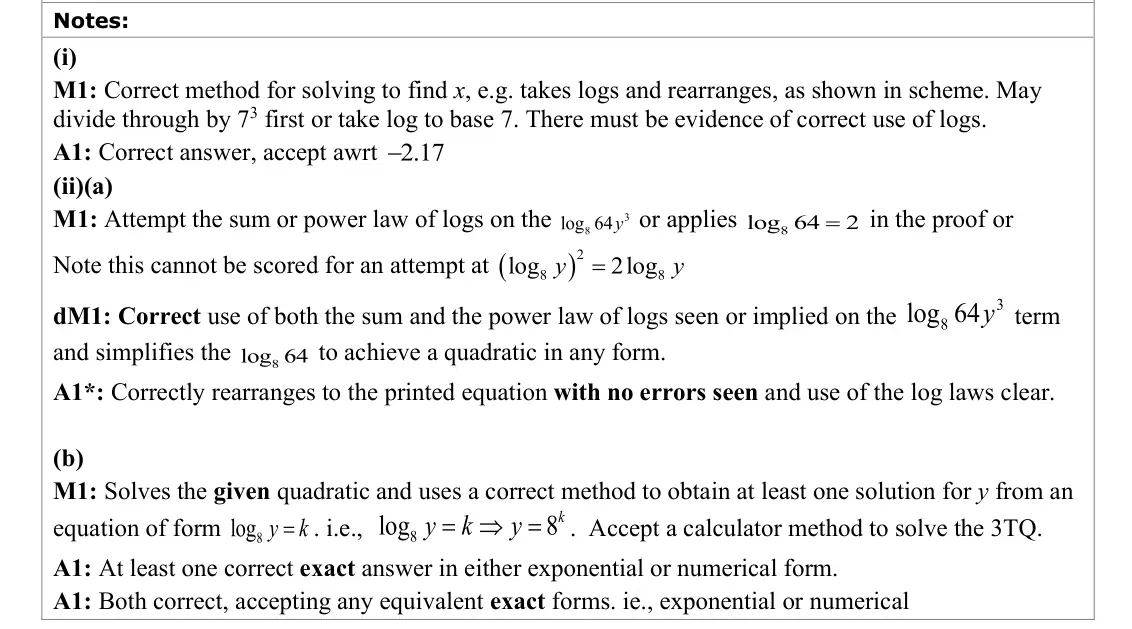 Notes:
(i)
M1: Correct method for solving to find x, e.g. takes logs and rearranges, as shown in scheme. May
divide through by 7³ first or take log to base 7. There must be evidence of correct use of logs.
A1: Correct answer, accept awrt −2.17
(ii)(a)
M1: Attempt the sum or power law of logs on the log₈ 64y³ or applies log₈ 64 = 2 in the proof or
Note this cannot be scored for an attempt at (log₈ y)² = 2 log₈ y
dM1: Correct use of both the sum and the power law of logs seen or implied on the log₈ 64y³ term
and simplifies the log₈ 64 to achieve a quadratic in any form.
A1*: Correctly rearranges to the printed equation with no errors seen and use of the log laws clear.
(b)
M1: Solves the given quadratic and uses a correct method to obtain at least one solution for y from an
equation of form log₈ y = k . i.e., log₈ y = k ⇒ y = 8ᵏ . Accept a calculator method to solve the 3TQ.
A1: At least one correct exact answer in either exponential or numerical form.
A1: Both correct, accepting any equivalent exact forms. ie., exponential or numerical